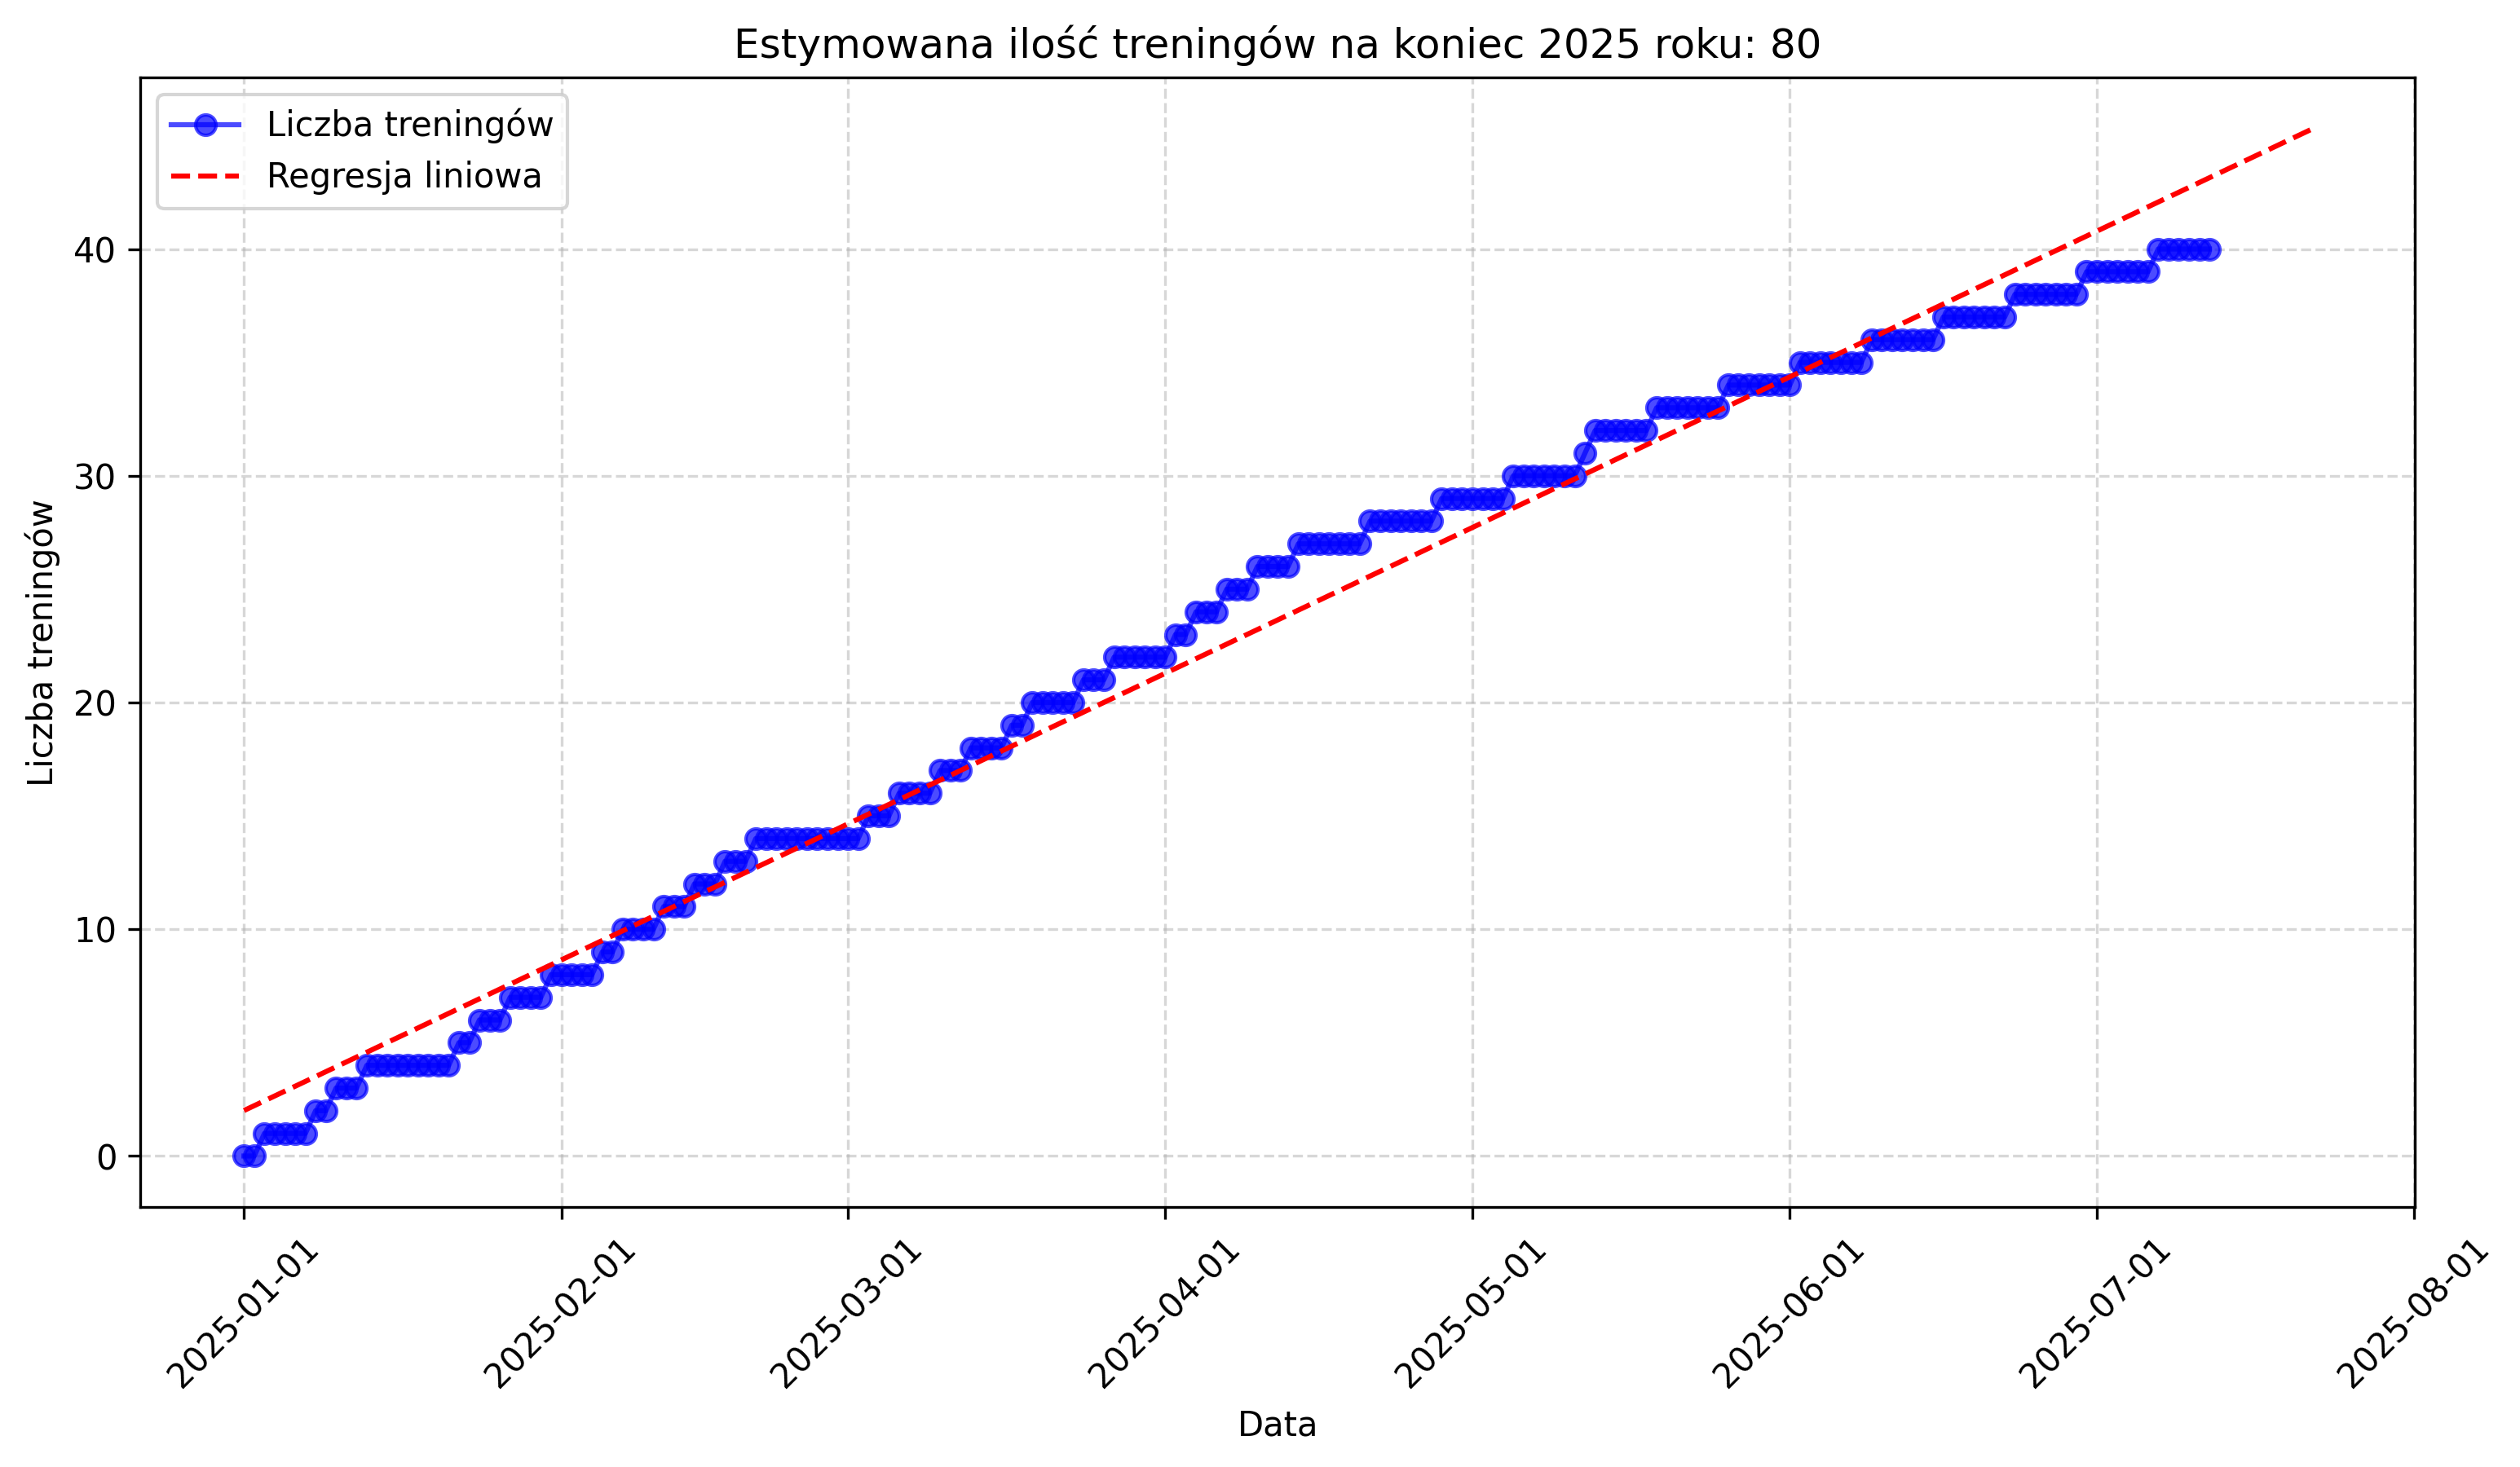 Estymowana ilość treningów na koniec 2025 roku: 80
Liczba treningów
Regresja liniowa
Liczba treningów
40
30
20
10
0
2025-01-01
2025-02-01
2025-03-01
2025-04-01
2025-05-01
2025-06-01
2025-07-01
2025-08-01
Data